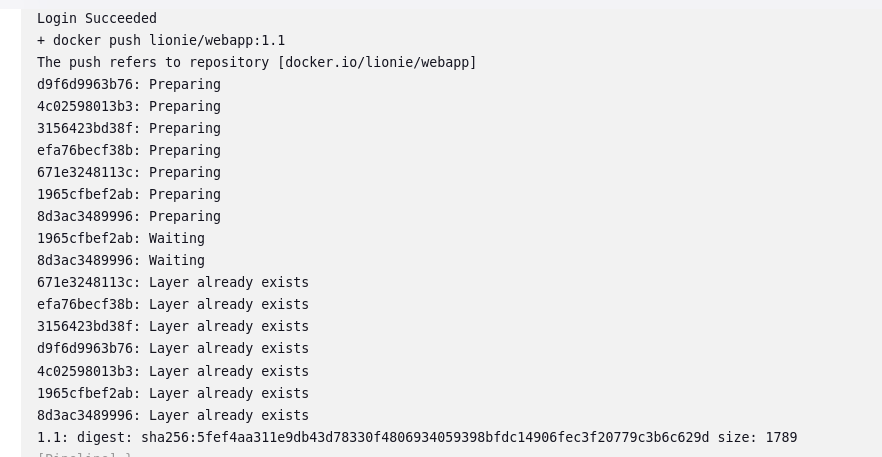 Login Succeeded
+ docker push lionie/webapp:1.1
The push refers to repository [docker.io/lionie/webapp]
d9f6d9963b76: Preparing
4c02598013b3: Preparing
3156423bd38f: Preparing
efa76becf38b: Preparing
671e3248113c: Preparing
1965cfbef2ab: Preparing
8d3ac3489996: Preparing
1965cfbef2ab: Waiting
8d3ac3489996: Waiting
671e3248113c: Layer already exists
efa76becf38b: Layer already exists
3156423bd38f: Layer already exists
d9f6d9963b76: Layer already exists
4c02598013b3: Layer already exists
1965cfbef2ab: Layer already exists
8d3ac3489996: Layer already exists
1.1: digest: sha256:5fef4aa311e9db43d78330f4806934059398bfdc14906fec3f20779c3b6c629d size: 1789